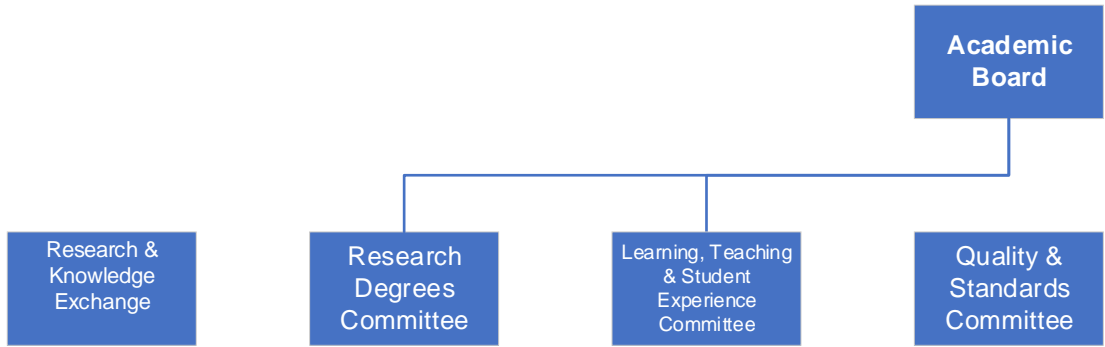 Academic
Board
Research &
Knowledge
Exchange
Research
Degrees
Committee
Learning, Teaching
& Student
Experience
Committee
Quality &
Standards
Committee